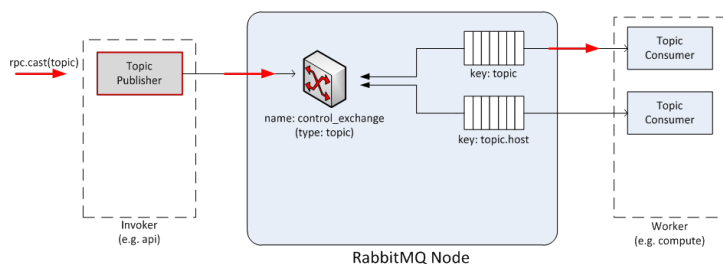 rpc.cast(topic)
Topic
Publisher
Invoker
(e.g. api)
name: control_exchange
(type: topic)
key: topic
key: topic.host
RabbitMQ Node
Topic
Consumer
Topic
Consumer
Worker
(e.g. compute)